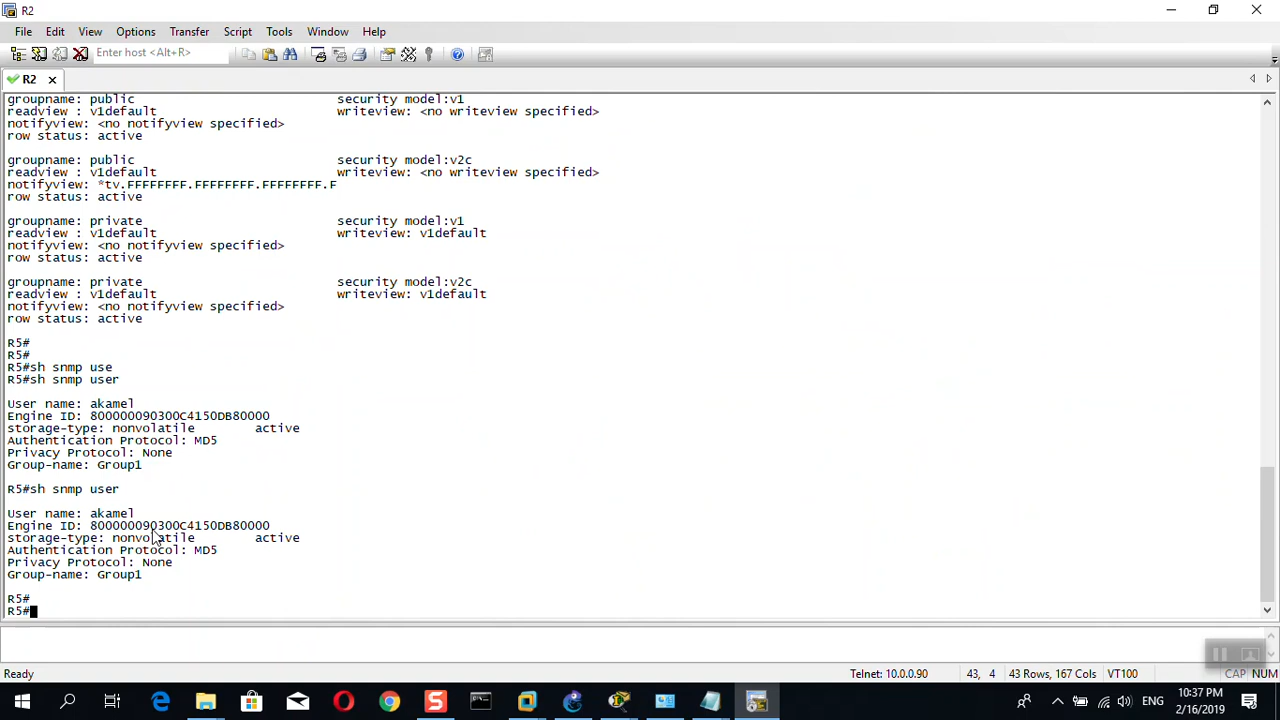 R2
File Edit View Options Transfer Script Tools Window Help
Enter host <Alt+R>
R2
groupname: public security model:v1
readview : v1default writeview: <no writeview specified>
notifyview: <no notifyview specified>
row status: active
groupname: public security model:v2c
readview : v1default writeview: <no writeview specified>
notifyview: *tv.FFFFFFFF.FFFFFFFF.FFFFFFFF.F
row status: active
groupname: private security model:v1
readview : v1default writeview: v1default
notifyview: <no notifyview specified>
row status: active
groupname: private security model:v2c
readview : v1default writeview: v1default
notifyview: <no notifyview specified>
row status: active
R5#
R5#
R5#sh snmp use
R5#sh snmp user
User name: akamel
Engine ID: 800000090300C4150DB80000
storage-type: nonvolatile active
Authentication Protocol: MD5
Privacy Protocol: None
Group-name: Group1
R5#sh snmp user
User name: akamel
Engine ID: 800000090300C4150DB80000
storage-type: nonvolatile active
Authentication Protocol: MD5
Privacy Protocol: None
Group-name: Group1
R5#
R5#
Ready Telnet: 10.0.0.90 43, 4 43 Rows, 167 Cols VT100 CAP NUM
ENG 10:37 PM
2/16/2019